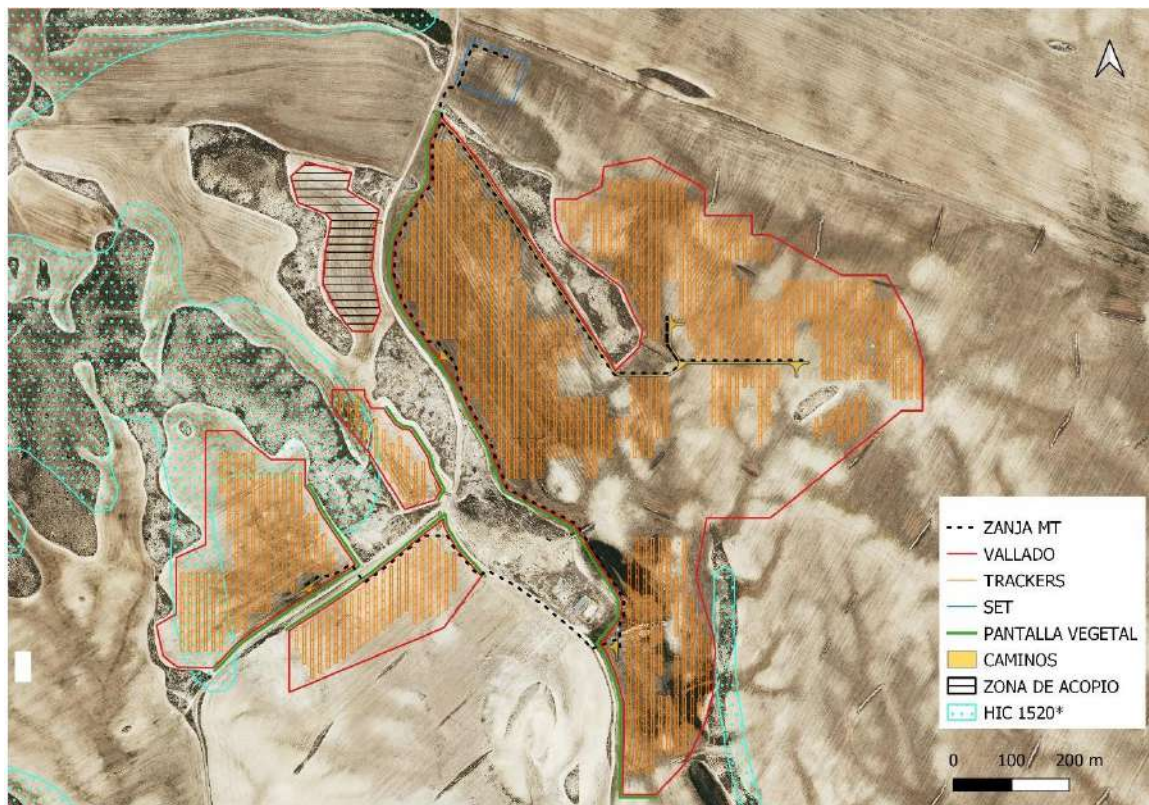 ZANJA MT
VALLADO
TRACKERS
SET
PANTALLA VEGETAL
CAMINOS
ZONA DE ACOPIO
HIC 1520*
0 100 200 m